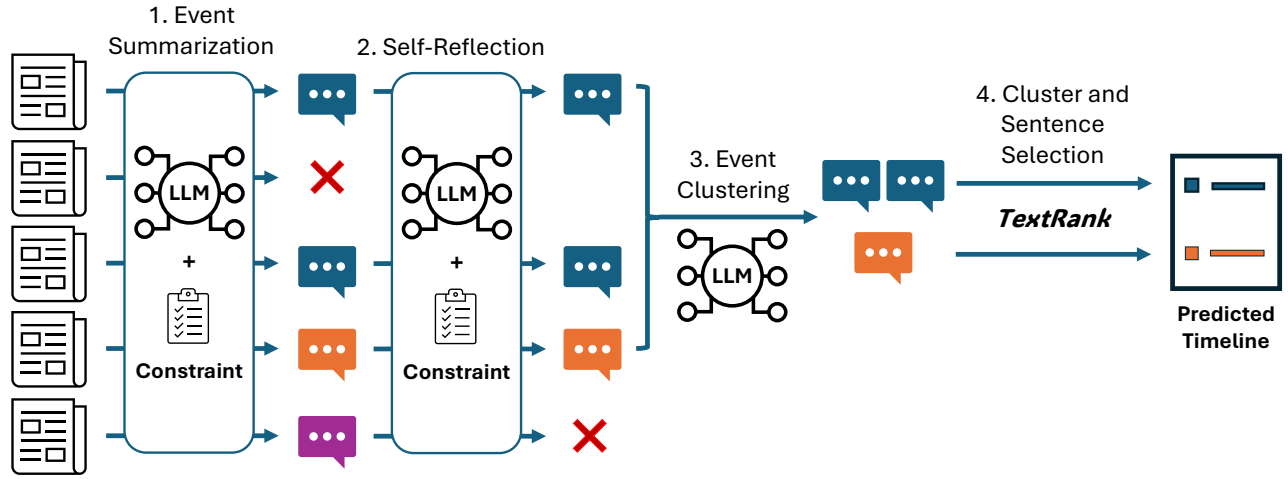 1. Event
Summarization
2. Self-Reflection
LLM
+
Constraint
LLM
+
Constraint
3. Event
Clustering
LLM
4. Cluster and
Sentence
Selection
TextRank
Predicted
Timeline